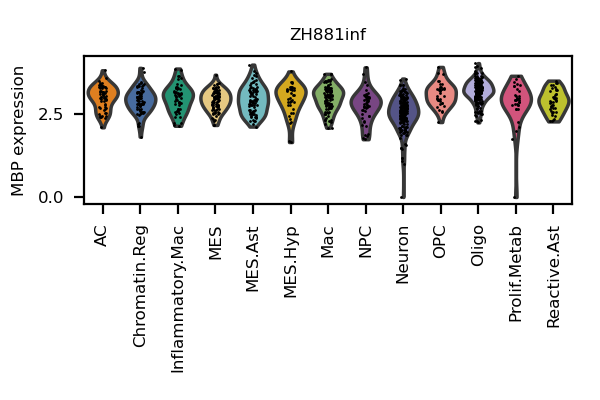 ZH881inf
MBP expression
2.5
0.0
AC
Chromatin.Reg
Inflammatory.Mac
MES
MES.Ast
MES.Hyp
Mac
NPC
Neuron
OPC
Oligo
Prolif.Metab
Reactive.Ast